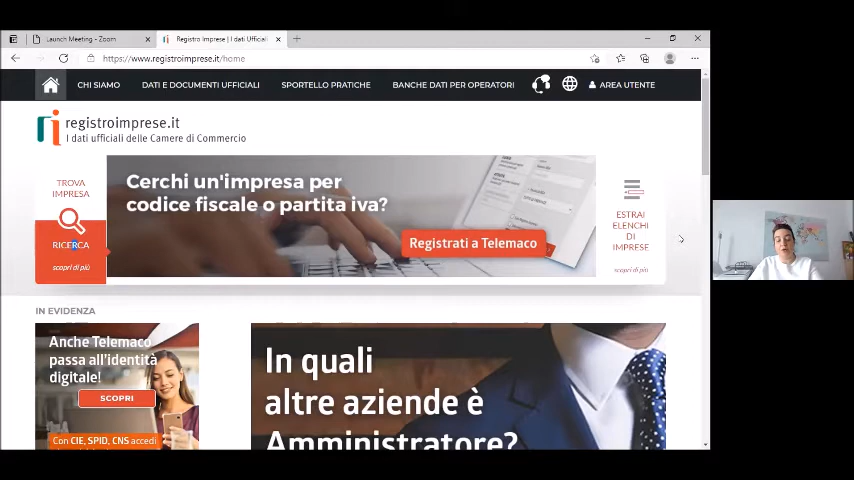 Launch Meeting - Zoom
Registro Imprese | I dati Ufficiali
https://www.registroimprese.it/home
CHI SIAMO
DATI E DOCUMENTI UFFICIALI
SPORTELLO PRATICHE
BANCHE DATI PER OPERATORI
AREA UTENTE
ri
registroimprese.it
I dati ufficiali delle Camere di Commercio
TROVA
IMPRESA
RICERCA
scopri di più
Cerchi un'impresa per
codice fiscale o partita iva?
Registrati a Telemaco
ESTRAI
ELENCHI
DI
IMPRESE
scopri di più
IN EVIDENZA
Anche Telemaco
passa all'identità
digitale!
SCOPRI
Con CIE, SPID, CNS accedi
In quali
altre aziende è
Amministratore?